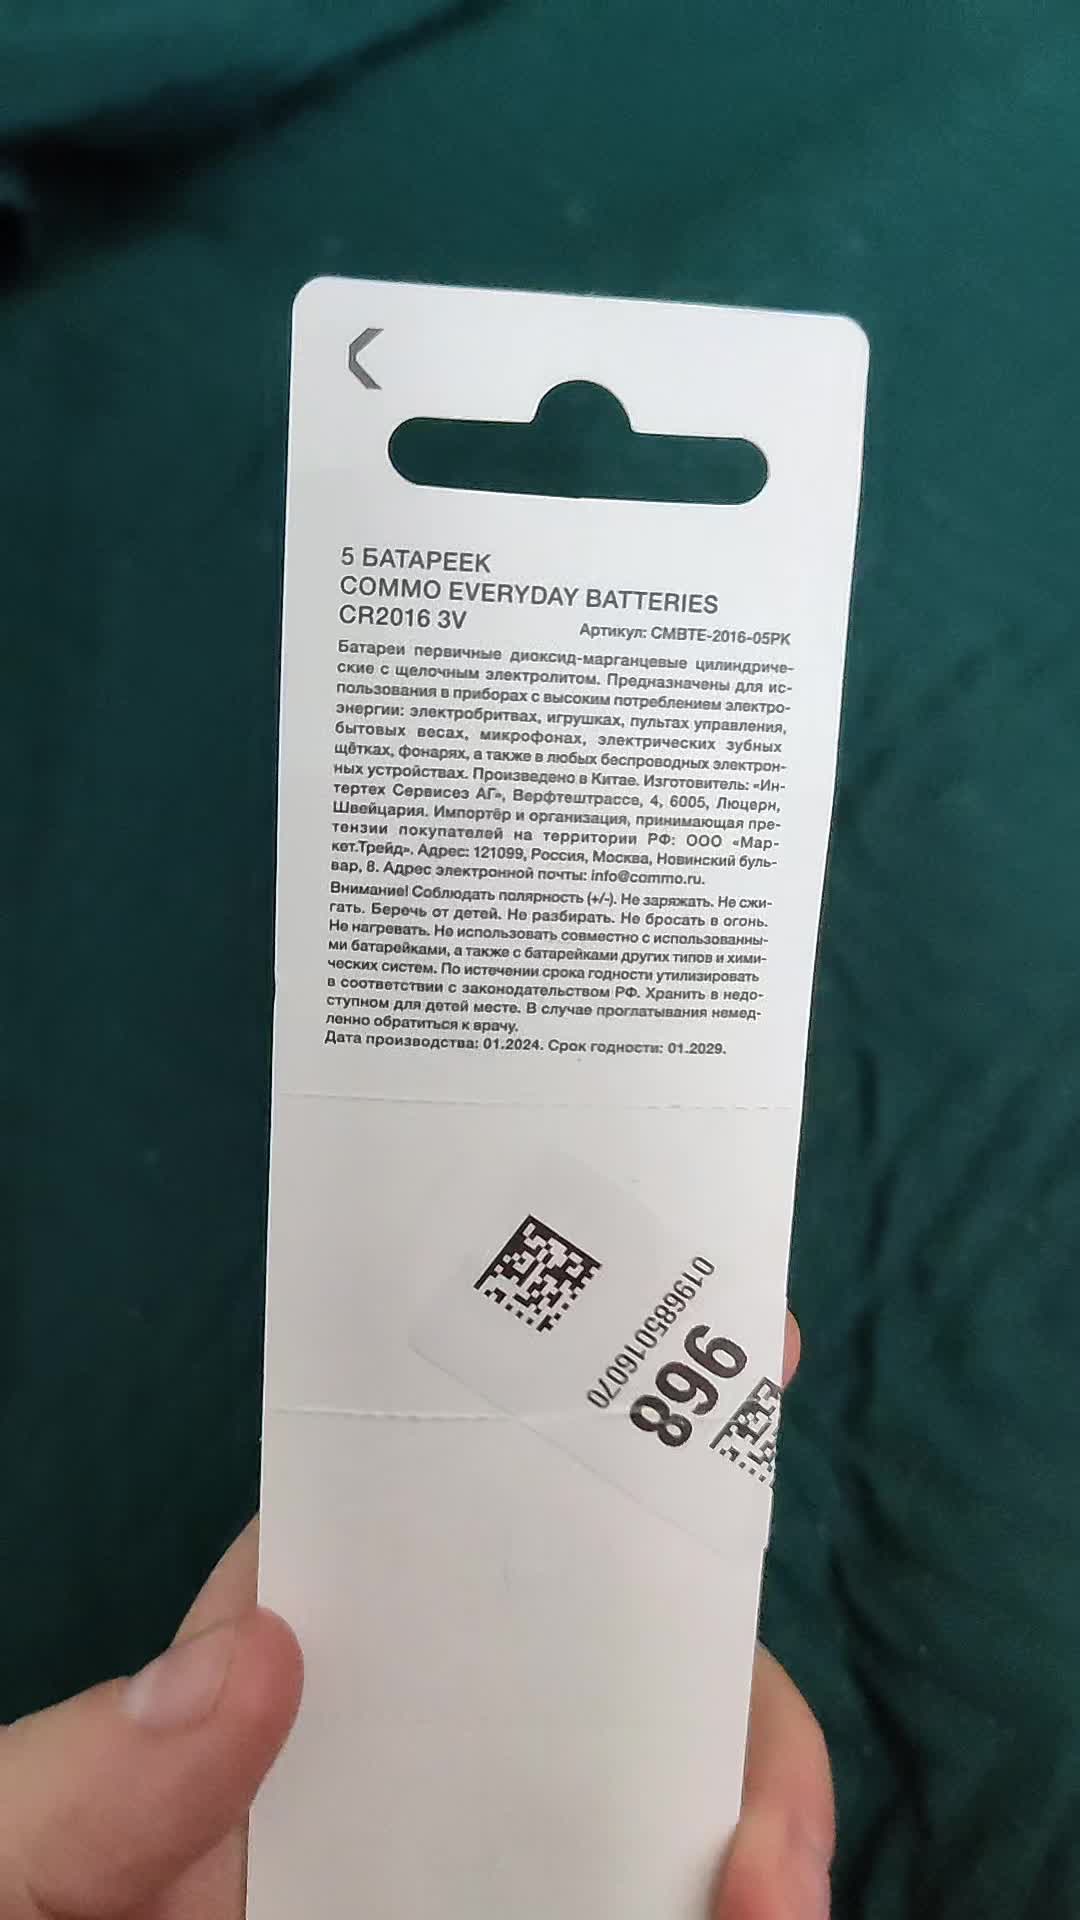 5 БАТАРЕЕК
COMMO EVERYDAY BATTERIES
CR2016 3V
Артикул: CMBTE-2016-05PK
Батареи первичные диоксид-марганцевые цилиндриче-
ские с щелочным электролитом. Предназначены для ис-
пользования в приборах с высоким потреблением электро-
энергии: электробритвах, игрушках, пультах управления,
бытовых весах, микрофонах, электрических зубных
щётках, фонарях, а также в любых беспроводных электрон-
ных устройствах. Произведено в Китае. Изготовитель: «Ин-
тертех Сервисез АГ», Верфтештрассе, 4, 6005, Люцерн,
Швейцария. Импортёр и организация, принимающая пре-
тензии покупателей на территории РФ: ООО «Мар-
кет.Трейд». Адрес: 121099, Россия, Москва, Новинский буль-
вар, 8. Адрес электронной почты: info@commo.ru.
Внимание! Соблюдать полярность (+/-). Не заряжать. Не сжи-
гать. Беречь от детей. Не разбирать. Не бросать в огонь.
Не нагревать. Не использовать совместно с использованны-
ми батарейками, а также с батарейками других типов и хими-
ческих систем. По истечении срока годности утилизировать
в соответствии с законодательством РФ. Хранить в недо-
ступном для детей месте. В случае проглатывания немед-
ленно обратиться к врачу.
Дата производства: 01.2024. Срок годности: 01.2029.
019685016070
968